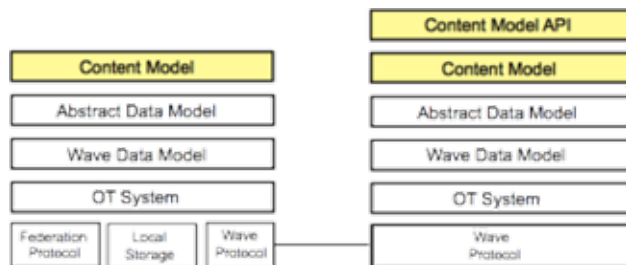 Content Model API
Content Model
Content Model
Abstract Data Model
Abstract Data Model
Wave Data Model
Wave Data Model
OT System
OT System
Federation
Protocol
Local
Storage
Wave
Protocol
Wave
Protocol